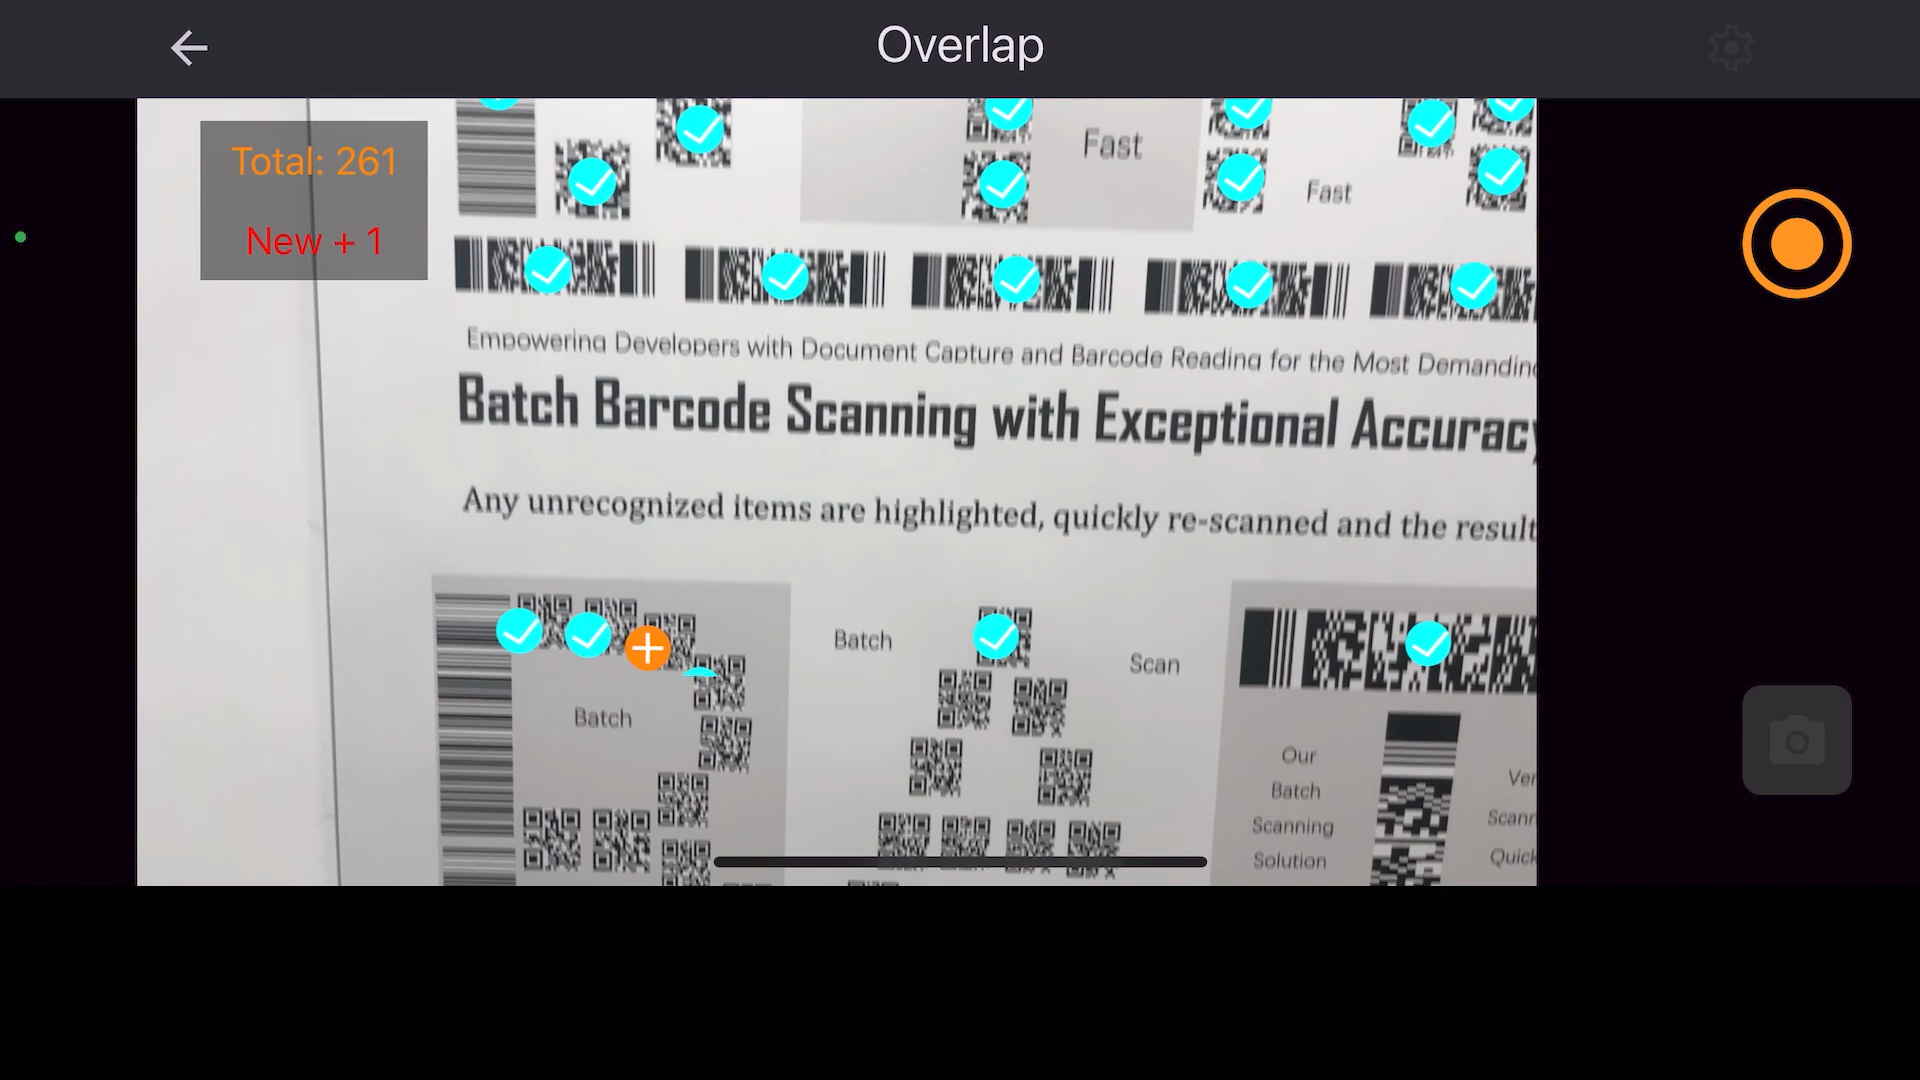 Overlap
Total: 261
New + 1
Fast
Fast
Empowering Developers with Document Capture and Barcode Reading for the Most Demandin
Batch Barcode Scanning with Exceptional Accuracy
Any unrecognized items are highlighted, quickly re-scanned and the result
Batch
Scan
Batch
Our
Batch
Scanning
Solution
Ver
Scann
Quick